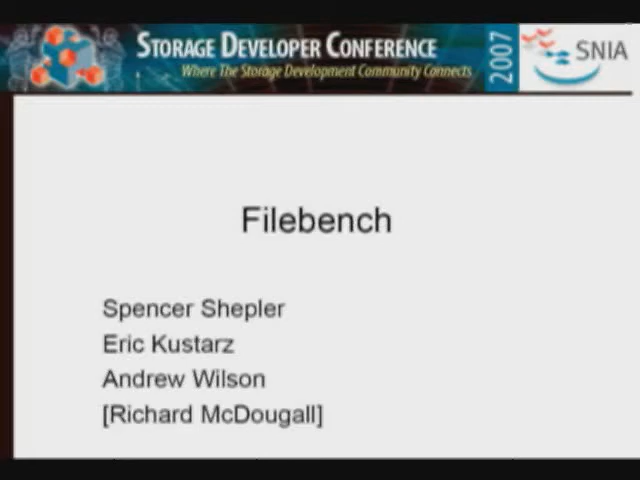 STORAGE DEVELOPER CONFERENCE
Where The Storage Development Community Connects
2007
SNIA
Filebench
Spencer Shepler
Eric Kustarz
Andrew Wilson
[Richard McDougall]